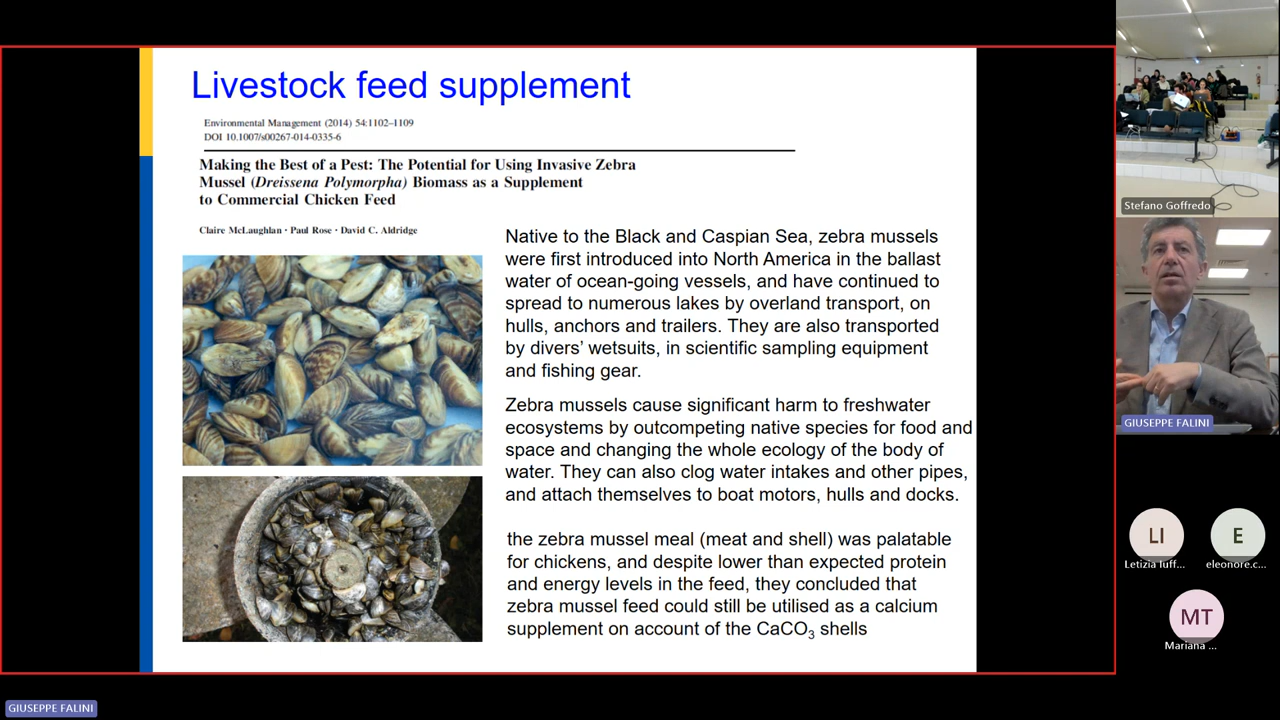 Livestock feed supplement
Environmental Management (2014) 54:1102–1109
DOI 10.1007/s00267-014-0335-6
Making the Best of a Pest: The Potential for Using Invasive Zebra
Mussel (Dreissena Polymorpha) Biomass as a Supplement
to Commercial Chicken Feed
Claire McLaughlan · Paul Rose · David C. Aldridge
Native to the Black and Caspian Sea, zebra mussels
were first introduced into North America in the ballast
water of ocean-going vessels, and have continued to
spread to numerous lakes by overland transport, on
hulls, anchors and trailers. They are also transported
by divers’ wetsuits, in scientific sampling equipment
and fishing gear.
Zebra mussels cause significant harm to freshwater
ecosystems by outcompeting native species for food and
space and changing the whole ecology of the body of
water. They can also clog water intakes and other pipes,
and attach themselves to boat motors, hulls and docks.
the zebra mussel meal (meat and shell) was palatable
for chickens, and despite lower than expected protein
and energy levels in the feed, they concluded that
zebra mussel feed could still be utilised as a calcium
supplement on account of the CaCO₃ shells
Stefano Goffredo
GIUSEPPE FALINI
LI
Letizia Iuff...
E
eleonore.c...
MT
Mariana ...
GIUSEPPE FALINI